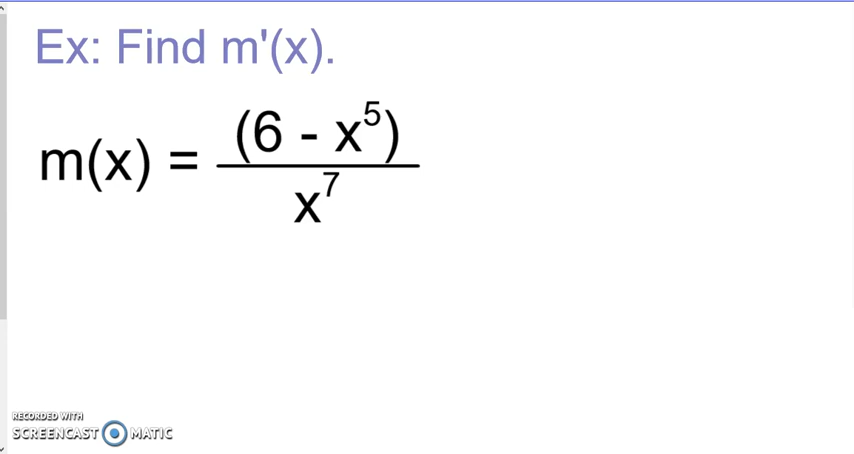 Ex: Find m'(x).
m(x) = (6 - x⁵)
x⁷
RECORDED WITH
SCREENCAST MATIC